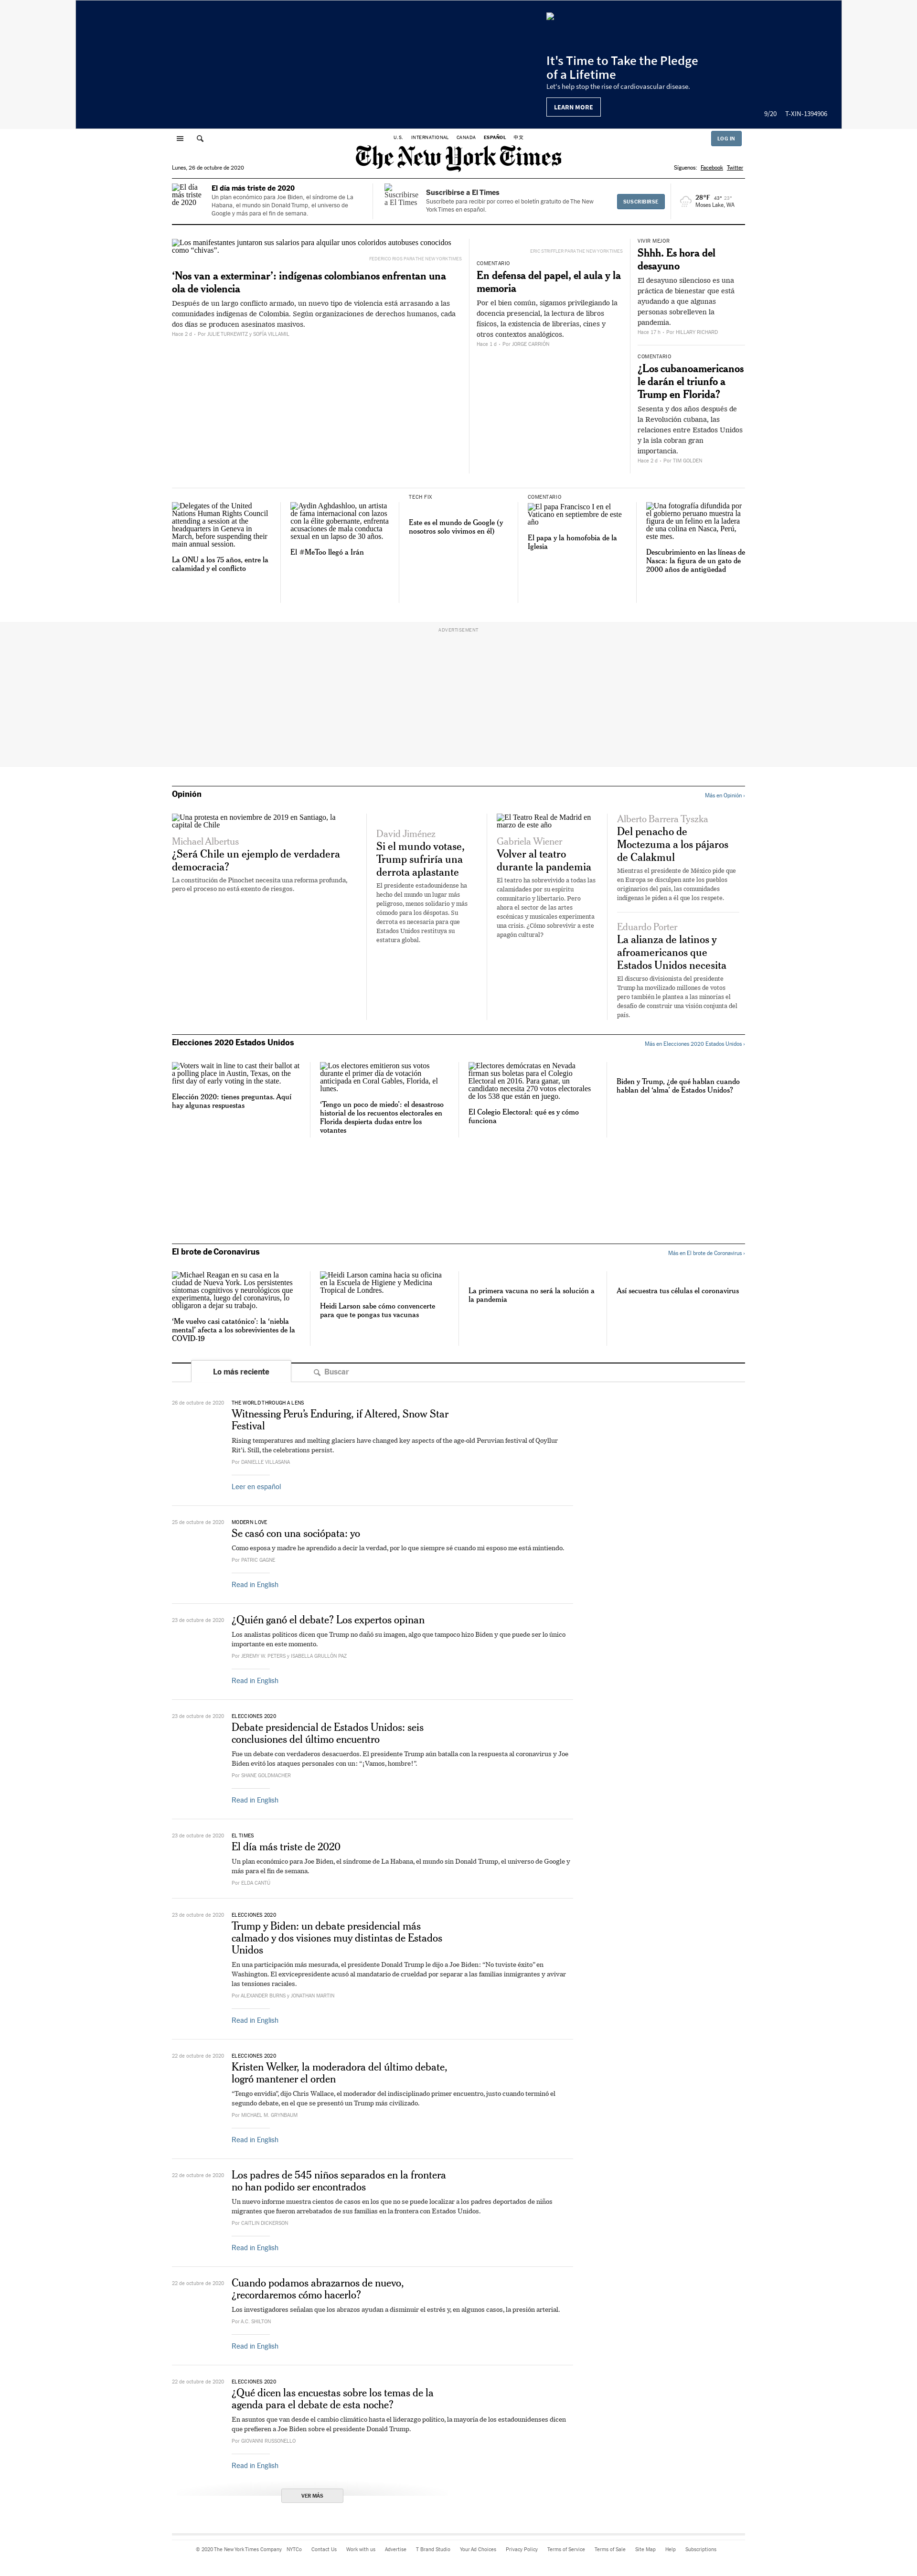 It's Time to Take the Pledge
of a Lifetime
Let's help stop the rise of cardiovascular disease.
LEARN MORE
9/20 T-XIN-1394906
U.S. INTERNATIONAL CANADA ESPAÑOL 中文
LOG IN
The New York Times
Lunes, 26 de octubre de 2020
Síguenos: Facebook Twitter
El día más triste de 2020
El día más triste de 2020
Un plan económico para Joe Biden, el síndrome de La Habana, el mundo sin Donald Trump, el universo de Google y más para el fin de semana.
Suscribirse a El Times
Suscribirse a El Times
Suscríbete para recibir por correo el boletín gratuito de The New York Times en español.
SUSCRIBIRSE
28°F 43° 23°
Moses Lake, WA
Los manifestantes juntaron sus salarios para alquilar unos coloridos autobuses conocidos como “chivas”.
FEDERICO RIOS PARA THE NEW YORK TIMES
‘Nos van a exterminar’: indígenas colombianos enfrentan una ola de violencia
Después de un largo conflicto armado, un nuevo tipo de violencia está arrasando a las comunidades indígenas de Colombia. Según organizaciones de derechos humanos, cada dos días se producen asesinatos masivos.
Hace 2 d – Por JULIE TURKEWITZ y SOFÍA VILLAMIL
ERIC STRIFFLER PARA THE NEW YORK TIMES
COMENTARIO
En defensa del papel, el aula y la memoria
Por el bien común, sigamos privilegiando la docencia presencial, la lectura de libros físicos, la existencia de librerías, cines y otros contextos analógicos.
Hace 1 d – Por JORGE CARRIÓN
VIVIR MEJOR
Shhh. Es hora del desayuno
El desayuno silencioso es una práctica de bienestar que está ayudando a que algunas personas sobrelleven la pandemia.
Hace 17 h – Por HILLARY RICHARD
COMENTARIO
¿Los cubanoamericanos le darán el triunfo a Trump en Florida?
Sesenta y dos años después de la Revolución cubana, las relaciones entre Estados Unidos y la isla cobran gran importancia.
Hace 2 d – Por TIM GOLDEN
Delegates of the United Nations Human Rights Council attending a session at the headquarters in Geneva in March, before suspending their main annual session.
La ONU a los 75 años, entre la calamidad y el conflicto
Aydin Aghdashloo, un artista de fama internacional con lazos con la élite gobernante, enfrenta acusaciones de mala conducta sexual en un lapso de 30 años.
El #MeToo llegó a Irán
TECH FIX
Este es el mundo de Google (y nosotros solo vivimos en él)
COMENTARIO
El papa Francisco I en el Vaticano en septiembre de este año
El papa y la homofobia de la Iglesia
Una fotografía difundida por el gobierno peruano muestra la figura de un felino en la ladera de una colina en Nasca, Perú, este mes.
Descubrimiento en las líneas de Nasca: la figura de un gato de 2000 años de antigüedad
ADVERTISEMENT
Opinión
Más en Opinión ›
Una protesta en noviembre de 2019 en Santiago, la capital de Chile
Michael Albertus
¿Será Chile un ejemplo de verdadera democracia?
La constitución de Pinochet necesita una reforma profunda, pero el proceso no está exento de riesgos.
David Jiménez
Si el mundo votase, Trump sufriría una derrota aplastante
El presidente estadounidense ha hecho del mundo un lugar más peligroso, menos solidario y más cómodo para los déspotas. Su derrota es necesaria para que Estados Unidos restituya su estatura global.
El Teatro Real de Madrid en marzo de este año
Gabriela Wiener
Volver al teatro durante la pandemia
El teatro ha sobrevivido a todas las calamidades por su espíritu comunitario y libertario. Pero ahora el sector de las artes escénicas y musicales experimenta una crisis. ¿Cómo sobrevivir a este apagón cultural?
Alberto Barrera Tyszka
Del penacho de Moctezuma a los pájaros de Calakmul
Mientras el presidente de México pide que en Europa se disculpen ante los pueblos originarios del país, las comunidades indígenas le piden a él que los respete.
Eduardo Porter
La alianza de latinos y afroamericanos que Estados Unidos necesita
El discurso divisionista del presidente Trump ha movilizado millones de votos pero también le plantea a las minorías el desafío de construir una visión conjunta del país.
Elecciones 2020 Estados Unidos
Más en Elecciones 2020 Estados Unidos ›
Voters wait in line to cast their ballot at a polling place in Austin, Texas, on the first day of early voting in the state.
Elección 2020: tienes preguntas. Aquí hay algunas respuestas
Los electores emitieron sus votos durante el primer día de votación anticipada en Coral Gables, Florida, el lunes.
‘Tengo un poco de miedo’: el desastroso historial de los recuentos electorales en Florida despierta dudas entre los votantes
Electores demócratas en Nevada firman sus boletas para el Colegio Electoral en 2016. Para ganar, un candidato necesita 270 votos electorales de los 538 que están en juego.
El Colegio Electoral: qué es y cómo funciona
Biden y Trump, ¿de qué hablan cuando hablan del ‘alma’ de Estados Unidos?
El brote de Coronavirus
Más en El brote de Coronavirus ›
Michael Reagan en su casa en la ciudad de Nueva York. Los persistentes síntomas cognitivos y neurológicos que experimenta, luego del coronavirus, lo obligaron a dejar su trabajo.
‘Me vuelvo casi catatónico’: la ‘niebla mental’ afecta a los sobrevivientes de la COVID-19
Heidi Larson camina hacia su oficina en la Escuela de Higiene y Medicina Tropical de Londres.
Heidi Larson sabe cómo convencerte para que te pongas tus vacunas
La primera vacuna no será la solución a la pandemia
Así secuestra tus células el coronavirus
Lo más reciente
Buscar
26 de octubre de 2020
THE WORLD THROUGH A LENS
Witnessing Peru’s Enduring, if Altered, Snow Star Festival
Rising temperatures and melting glaciers have changed key aspects of the age-old Peruvian festival of Qoyllur Rit’i. Still, the celebrations persist.
Por DANIELLE VILLASANA
Leer en español
25 de octubre de 2020
MODERN LOVE
Se casó con una sociópata: yo
Como esposa y madre he aprendido a decir la verdad, por lo que siempre sé cuando mi esposo me está mintiendo.
Por PATRIC GAGNE
Read in English
23 de octubre de 2020
¿Quién ganó el debate? Los expertos opinan
Los analistas políticos dicen que Trump no dañó su imagen, algo que tampoco hizo Biden y que puede ser lo único importante en este momento.
Por JEREMY W. PETERS y ISABELLA GRULLÓN PAZ
Read in English
23 de octubre de 2020
ELECCIONES 2020
Debate presidencial de Estados Unidos: seis conclusiones del último encuentro
Fue un debate con verdaderos desacuerdos. El presidente Trump aún batalla con la respuesta al coronavirus y Joe Biden evitó los ataques personales con un: “¡Vamos, hombre!”.
Por SHANE GOLDMACHER
Read in English
23 de octubre de 2020
EL TIMES
El día más triste de 2020
Un plan económico para Joe Biden, el síndrome de La Habana, el mundo sin Donald Trump, el universo de Google y más para el fin de semana.
Por ELDA CANTÚ
23 de octubre de 2020
ELECCIONES 2020
Trump y Biden: un debate presidencial más calmado y dos visiones muy distintas de Estados Unidos
En una participación más mesurada, el presidente Donald Trump le dijo a Joe Biden: “No tuviste éxito” en Washington. El exvicepresidente acusó al mandatario de crueldad por separar a las familias inmigrantes y avivar las tensiones raciales.
Por ALEXANDER BURNS y JONATHAN MARTIN
Read in English
22 de octubre de 2020
ELECCIONES 2020
Kristen Welker, la moderadora del último debate, logró mantener el orden
“Tengo envidia”, dijo Chris Wallace, el moderador del indisciplinado primer encuentro, justo cuando terminó el segundo debate, en el que se presentó un Trump más civilizado.
Por MICHAEL M. GRYNBAUM
Read in English
22 de octubre de 2020
Los padres de 545 niños separados en la frontera no han podido ser encontrados
Un nuevo informe muestra cientos de casos en los que no se puede localizar a los padres deportados de niños migrantes que fueron arrebatados de sus familias en la frontera con Estados Unidos.
Por CAITLIN DICKERSON
Read in English
22 de octubre de 2020
Cuando podamos abrazarnos de nuevo, ¿recordaremos cómo hacerlo?
Los investigadores señalan que los abrazos ayudan a disminuir el estrés y, en algunos casos, la presión arterial.
Por A.C. SHILTON
Read in English
22 de octubre de 2020
ELECCIONES 2020
¿Qué dicen las encuestas sobre los temas de la agenda para el debate de esta noche?
En asuntos que van desde el cambio climático hasta el liderazgo político, la mayoría de los estadounidenses dicen que prefieren a Joe Biden sobre el presidente Donald Trump.
Por GIOVANNI RUSSONELLO
Read in English
VER MÁS
© 2020 The New York Times Company NYTCo Contact Us Work with us Advertise T Brand Studio Your Ad Choices Privacy Policy Terms of Service Terms of Sale Site Map Help Subscriptions